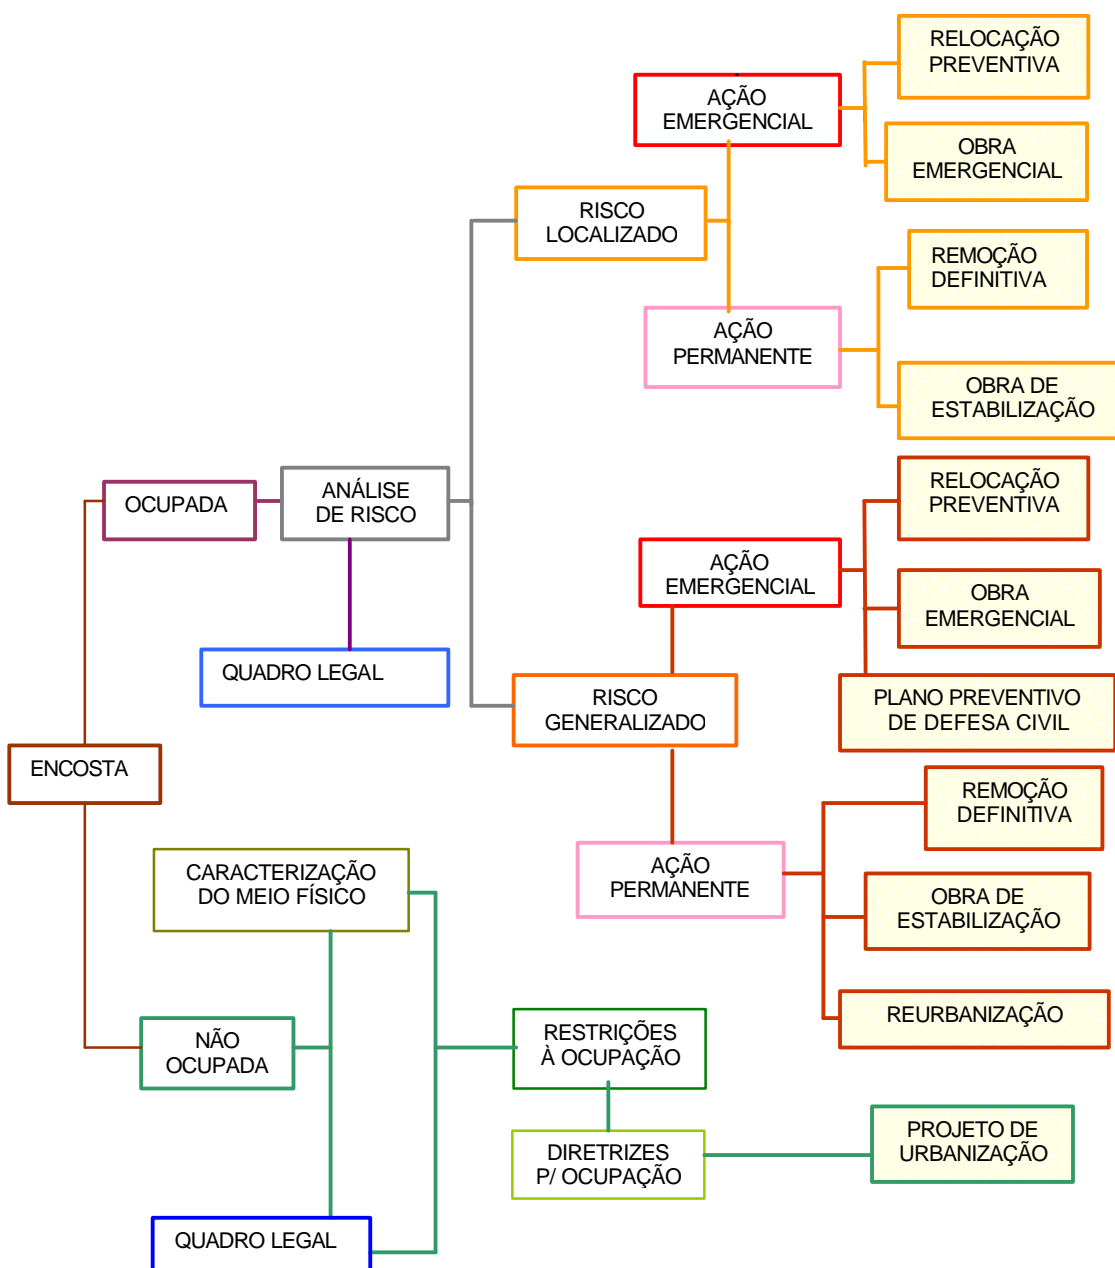 RELOCAÇÃO
PREVENTIVA
AÇÃO
EMERGENCIAL
OBRA
EMERGENCIAL
RISCO
LOCALIZADO
REMOÇÃO
DEFINITIVA
AÇÃO
PERMANENTE
OBRA DE
ESTABILIZAÇÃO
OCUPADA
ANÁLISE
DE RISCO
RELOCAÇÃO
PREVENTIVA
AÇÃO
EMERGENCIAL
OBRA
EMERGENCIAL
QUADRO LEGAL
RISCO
GENERALIZADO
PLANO PREVENTIVO
DE DEFESA CIVIL
ENCOSTA
REMOÇÃO
DEFINITIVA
CARACTERIZAÇÃO
DO MEIO FÍSICO
AÇÃO
PERMANENTE
OBRA DE
ESTABILIZAÇÃO
REURBANIZAÇÃO
NÃO
OCUPADA
RESTRIÇÕES
À OCUPAÇÃO
DIRETRIZES
P/ OCUPAÇÃO
PROJETO DE
URBANIZAÇÃO
QUADRO LEGAL